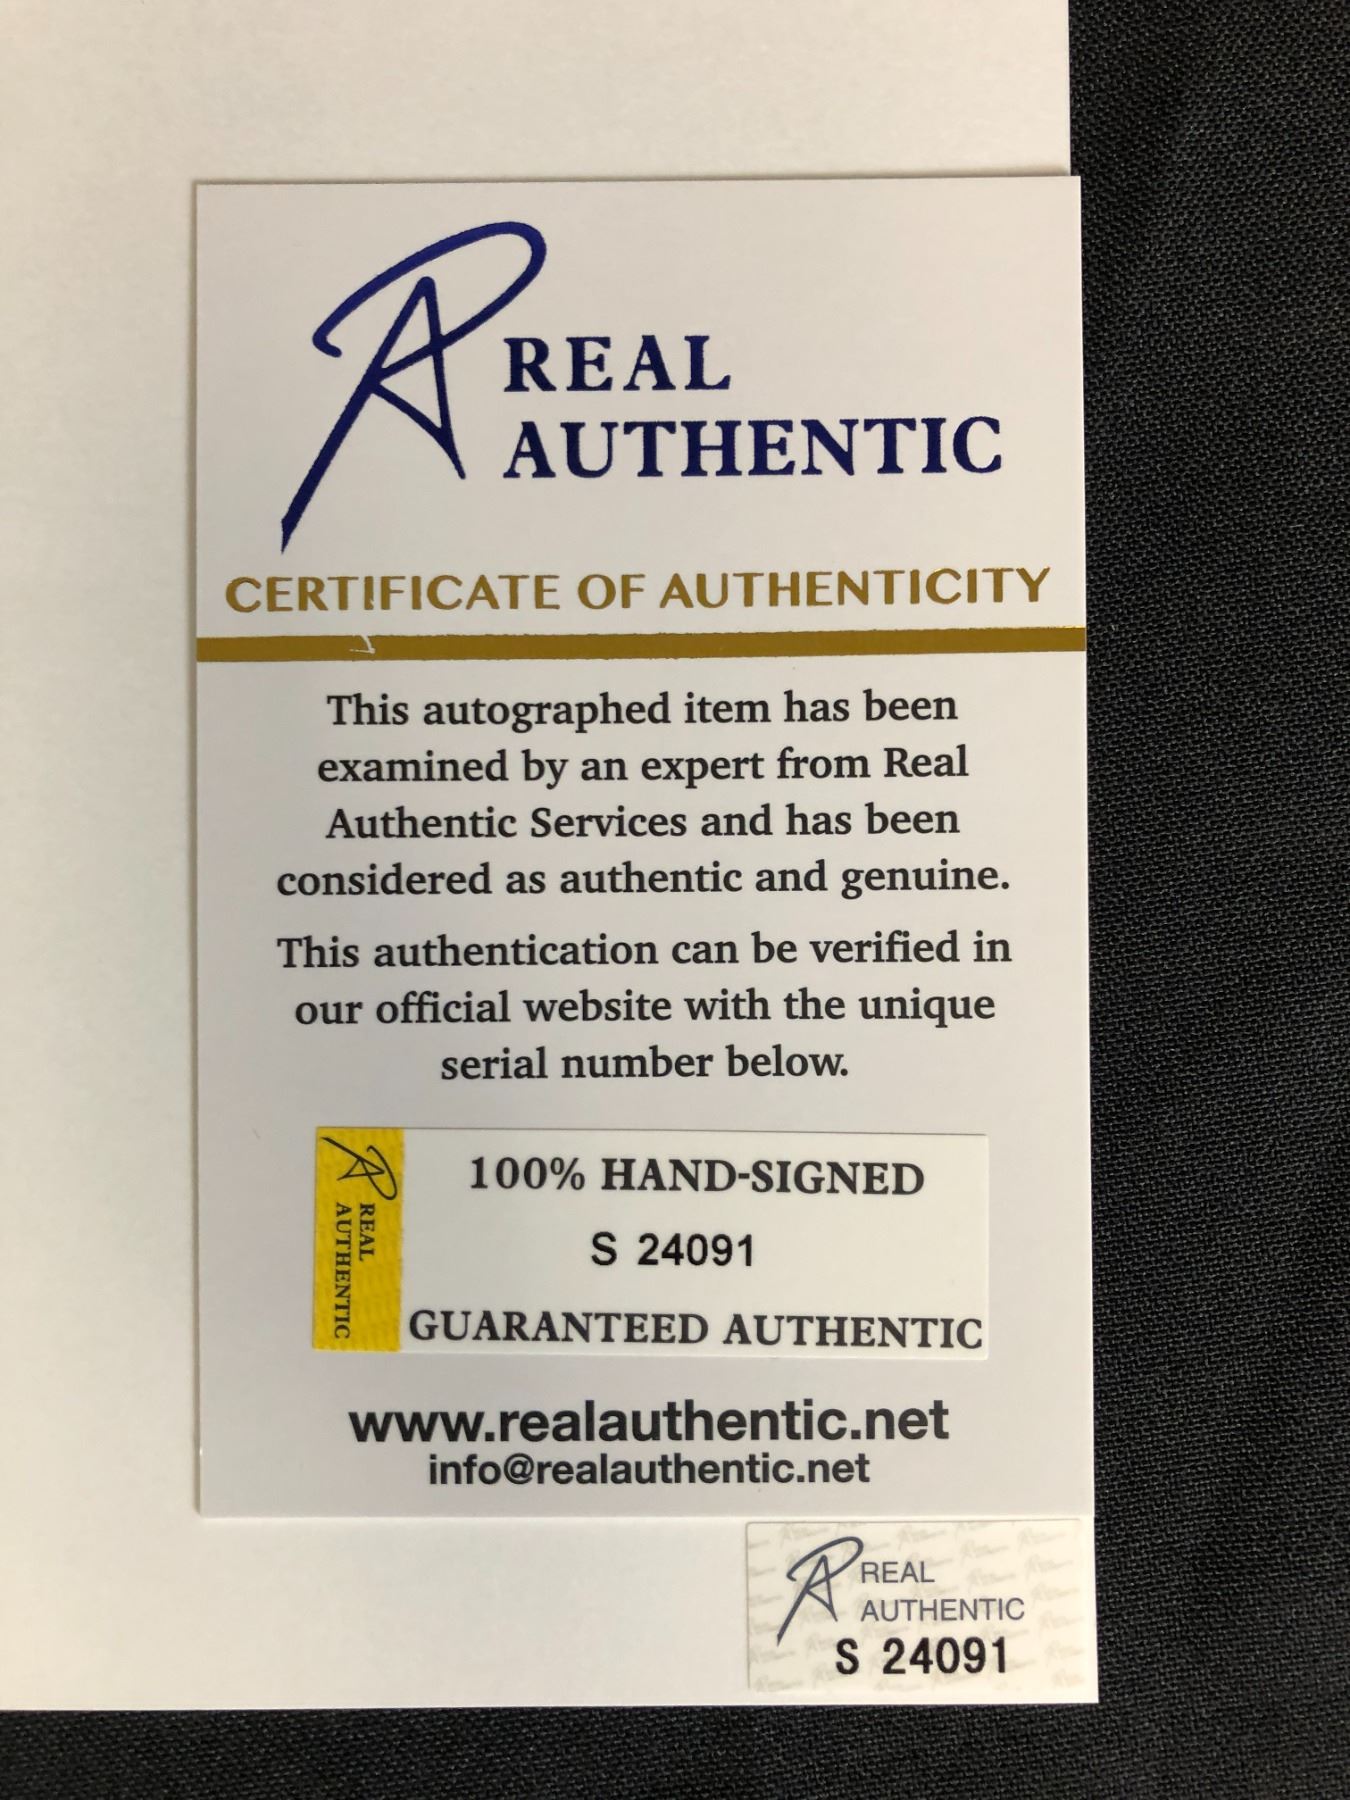 REAL
AUTHENTIC
CERTIFICATE OF AUTHENTICITY
This autographed item has been
examined by an expert from Real
Authentic Services and has been
considered as authentic and genuine.
This authentication can be verified in
our official website with the unique
serial number below.
REAL
AUTHENTIC
100% HAND-SIGNED
S 24091
GUARANTEED AUTHENTIC
www.realauthentic.net
info@realauthentic.net
REAL
AUTHENTIC
S 24091